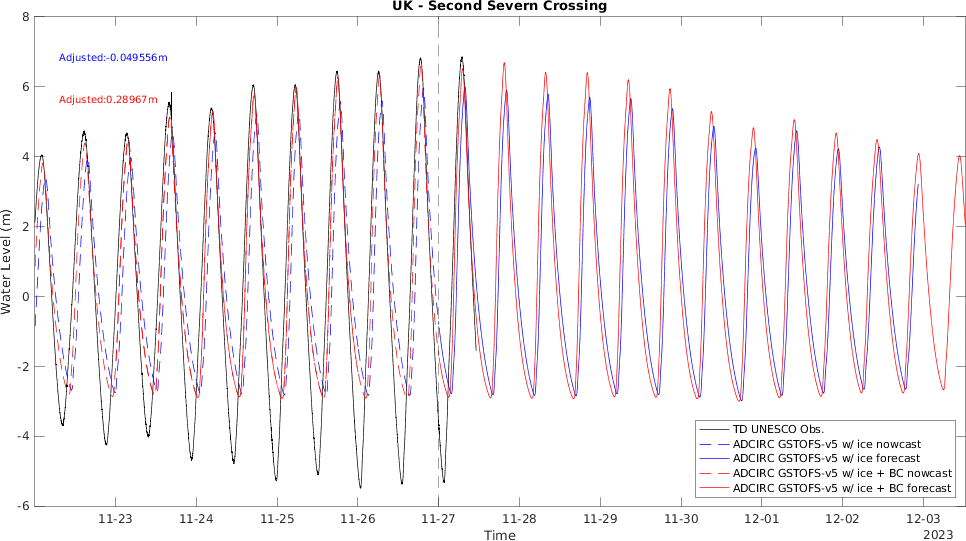 UK - Second Severn Crossing
8
6
4
2
0
-2
-4
-6
Water Level (m)
Adjusted:-0.049556m
Adjusted:0.28967m
TD UNESCO Obs.
ADCIRC GSTOFS-v5 w/ ice nowcast
ADCIRC GSTOFS-v5 w/ ice forecast
ADCIRC GSTOFS-v5 w/ ice + BC nowcast
ADCIRC GSTOFS-v5 w/ ice + BC forecast
11-23 11-24 11-25 11-26 11-27 11-28 11-29 11-30 12-01 12-02 12-03
Time
2023